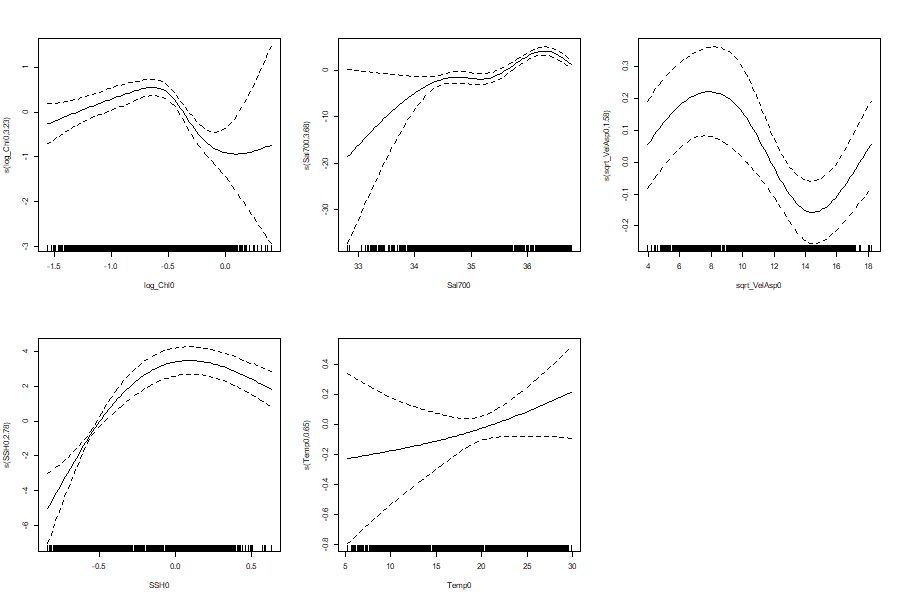 s(log_Chl0,3.23)
1
0
-1
-2
-3
-1.5 -1.0 -0.5 0.0
log_Chl0
s(Sal700,3.68)
0
-10
-20
-30
33 34 35 36
Sal700
s(sqrt_VelAsp0,1.58)
0.3
0.2
0.1
0.0
-0.1
-0.2
4 6 8 10 12 14 16 18
sqrt_VelAsp0
s(SSH0,2.78)
4
2
0
-2
-4
-6
-0.5 0.0 0.5
SSH0
s(Temp0,0.65)
0.4
0.2
0.0
-0.2
-0.4
-0.6
-0.8
5 10 15 20 25 30
Temp0